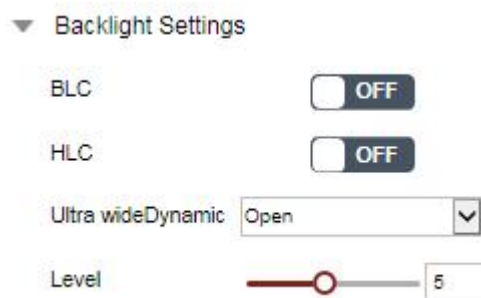 Backlight Settings
BLC OFF
HLC OFF
Ultra wideDynamic Open
Level 5